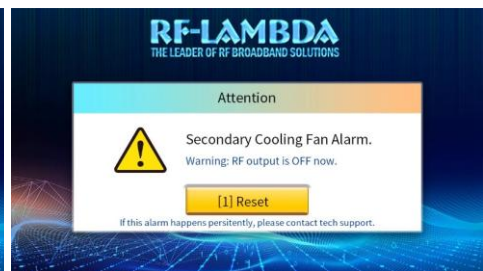 RF-LAMBDA
THE LEADER OF RF BROADBAND SOLUTIONS
Attention
Secondary Cooling Fan Alarm.
Warning: RF output is OFF now.
[1] Reset
If this alarm happens persitently, please contact tech support.